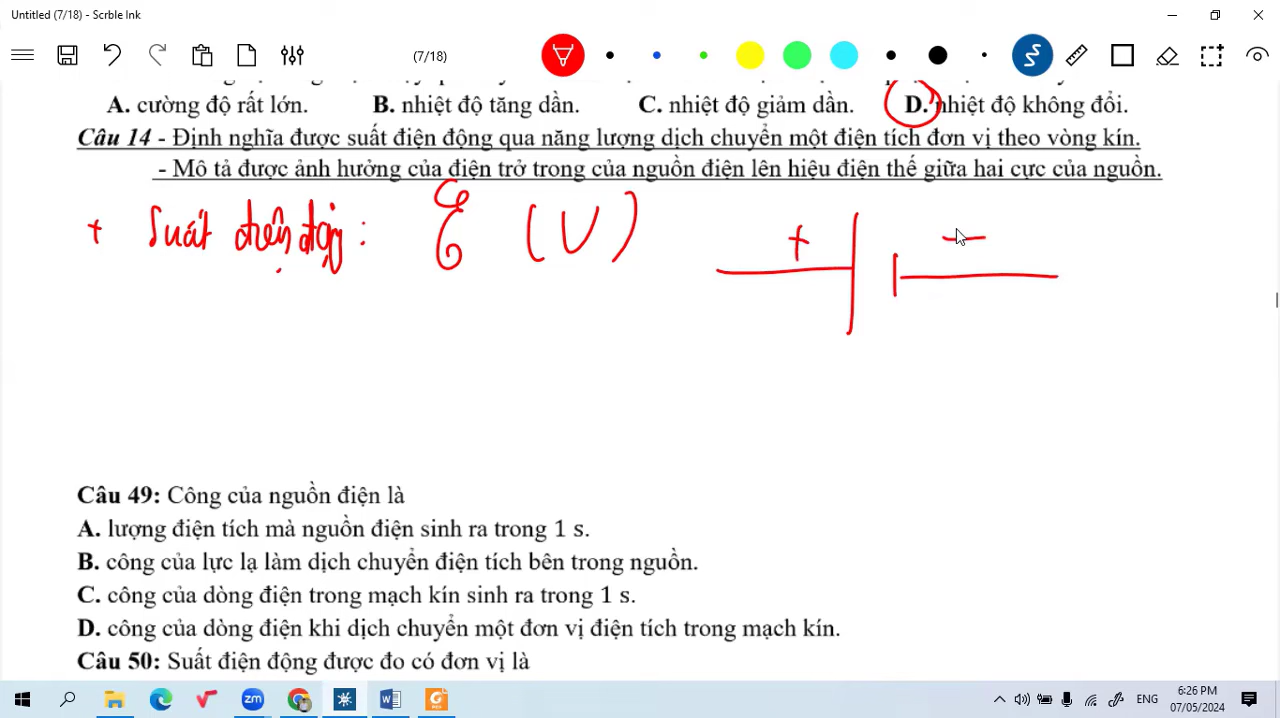 Untitled (7/18) - Scrble Ink
(7/18)
A. cường độ rất lớn. B. nhiệt độ tăng dần. C. nhiệt độ giảm dần. D. nhiệt độ không đổi.
Câu 14 - Định nghĩa được suất điện động qua năng lượng dịch chuyển một điện tích đơn vị theo vòng kín.
- Mô tả được ảnh hưởng của điện trở trong của nguồn điện lên hiệu điện thế giữa hai cực của nguồn.
+ Suất điện động: ℰ (V) + −
Câu 49: Công của nguồn điện là
A. lượng điện tích mà nguồn điện sinh ra trong 1 s.
B. công của lực lạ làm dịch chuyển điện tích bên trong nguồn.
C. công của dòng điện trong mạch kín sinh ra trong 1 s.
D. công của dòng điện khi dịch chuyển một đơn vị điện tích trong mạch kín.
Câu 50: Suất điện động được đo có đơn vị là
zm
ENG
6:26 PM
07/05/2024